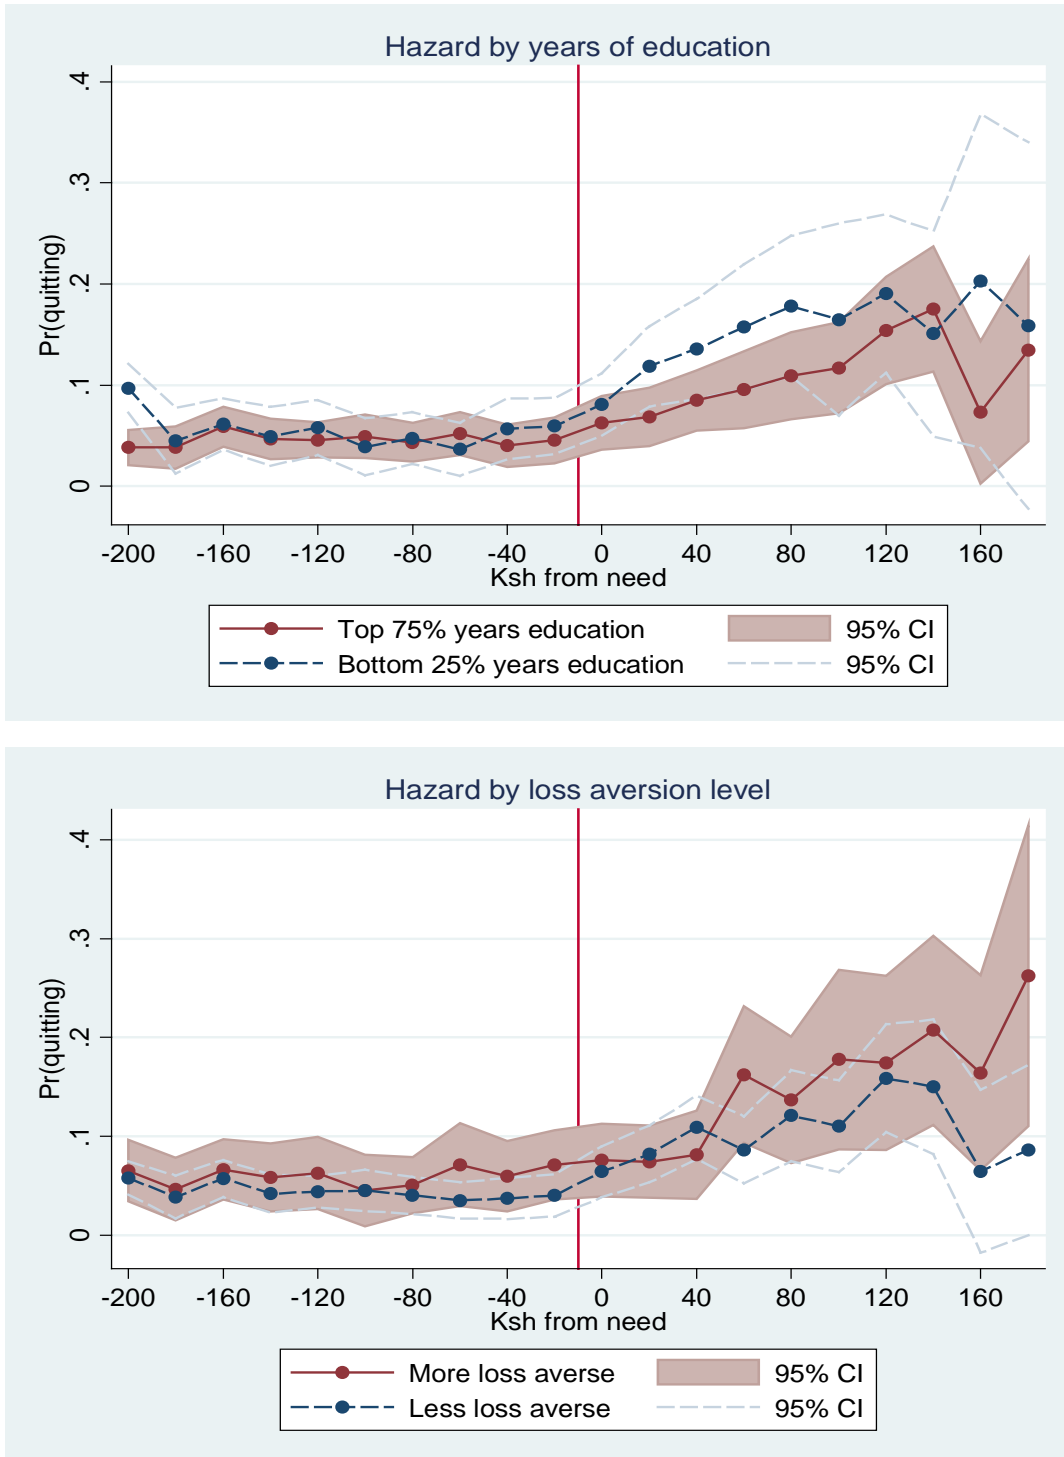 Hazard by years of education
Pr(quitting)
.4
.3
.2
.1
0
-200 -160 -120 -80 -40 0 40 80 120 160
Ksh from need
Top 75% years education 95% CI
Bottom 25% years education 95% CI
Hazard by loss aversion level
Pr(quitting)
.4
.3
.2
.1
0
-200 -160 -120 -80 -40 0 40 80 120 160
Ksh from need
More loss averse 95% CI
Less loss averse 95% CI